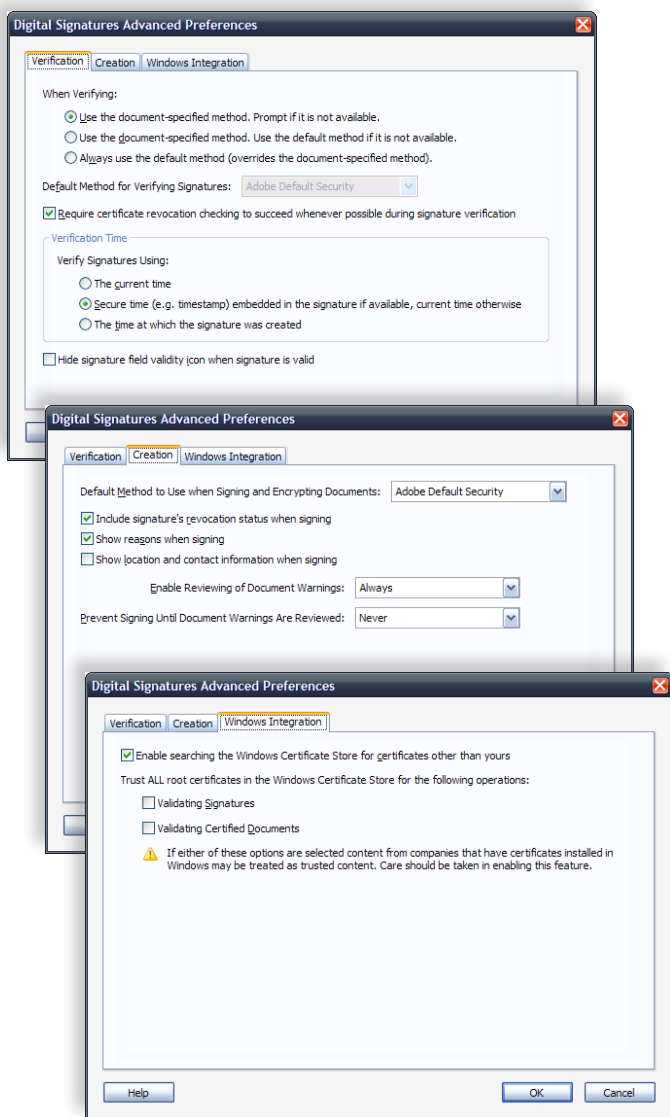 Digital Signatures Advanced Preferences
Verification Creation Windows Integration
When Verifying:
Use the document-specified method. Prompt if it is not available.
Use the document-specified method. Use the default method if it is not available.
Always use the default method (overrides the document-specified method).
Default Method for Verifying Signatures: Adobe Default Security
Require certificate revocation checking to succeed whenever possible during signature verification
Verification Time
Verify Signatures Using:
The current time
Secure time (e.g. timestamp) embedded in the signature if available, current time otherwise
The time at which the signature was created
Hide signature field validity icon when signature is valid
Digital Signatures Advanced Preferences
Verification Creation Windows Integration
Default Method to Use when Signing and Encrypting Documents: Adobe Default Security
Include signature's revocation status when signing
Show reasons when signing
Show location and contact information when signing
Enable Reviewing of Document Warnings: Always
Prevent Signing Until Document Warnings Are Reviewed: Never
Digital Signatures Advanced Preferences
Verification Creation Windows Integration
Enable searching the Windows Certificate Store for certificates other than yours
Trust ALL root certificates in the Windows Certificate Store for the following operations:
Validating Signatures
Validating Certified Documents
If either of these options are selected content from companies that have certificates installed in
Windows may be treated as trusted content. Care should be taken in enabling this feature.
Help OK Cancel